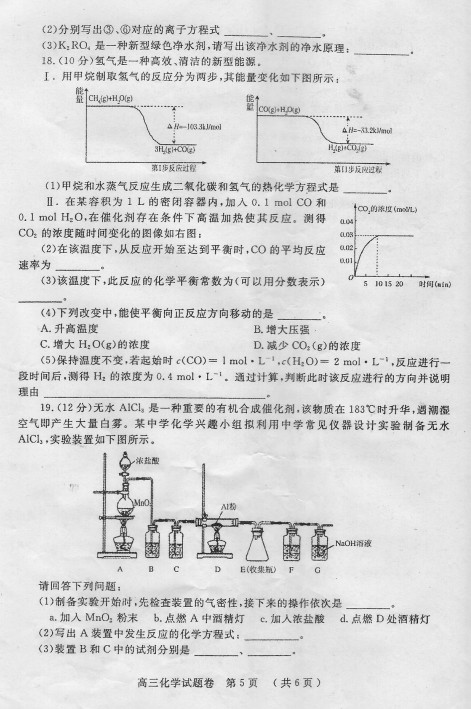 (2)分别写出③、⑥对应的离子方程式 、 。
(3)K₂RO₄ 是一种新型绿色净水剂,请写出该净水剂的净水原理: 。
18.(10 分)氢气是一种高效、清洁的新型能源。
Ⅰ. 用甲烷制取氢气的反应分为两步,其能量变化如下图所示:
能量
CH₄(g)+H₂O(g)
△H=-103.3kJ/mol
3H₂(g)+CO(g)
第Ⅰ步反应过程
能量
CO(g)+H₂O(g)
△H=-33.2kJ/mol
H₂(g)+CO₂(g)
第Ⅱ步反应过程
(1)甲烷和水蒸气反应生成二氧化碳和氢气的热化学方程式是 。
Ⅱ. 在某容积为 1 L 的密闭容器内,加入 0.1 mol CO 和
0.1 mol H₂O,在催化剂存在条件下高温加热使其反应。测得
CO₂ 的浓度随时间变化的图像如右图:
(2)在该温度下,从反应开始至达到平衡时,CO 的平均反应
速率为 。
(3)该温度下,此反应的化学平衡常数为(可以用分数表示)
。
CO₂的浓度 (mol/L)
0.04
0.03
0.02
0.01
0
5 10 15 20 时间(min)
(4)下列改变中,能使平衡向正反应方向移动的是 。
A. 升高温度 B. 增大压强
C. 增大 H₂O(g)的浓度 D. 减少 CO₂(g)的浓度
(5)保持温度不变,若起始时 c(CO)= 1 mol·L⁻¹,c(H₂O)= 2 mol·L⁻¹,反应进行一
段时间后,测得 H₂ 的浓度为 0.4 mol·L⁻¹。通过计算,判断此时该反应进行的方向并说明
理由 。
19.(12 分)无水 AlCl₃ 是一种重要的有机合成催化剂,该物质在 183℃时升华,遇潮湿
空气即产生大量白雾。某中学化学兴趣小组拟利用中学常见仪器设计实验制备无水
AlCl₃,实验装置如下图所示。
浓盐酸
MnO₂
Al粉
NaOH溶液
A B C D E(收集瓶) F G
请回答下列问题:
(1)制备实验开始时,先检查装置的气密性,接下来的操作依次是 。
a. 加入 MnO₂ 粉末 b. 点燃 A 中酒精灯 c. 加入浓盐酸 d. 点燃 D 处酒精灯
(2)写出 A 装置中发生反应的化学方程式: 。
(3)装置 B 和 C 中的试剂分别是 、 。
高三化学试题卷 第 5 页 (共 6 页)